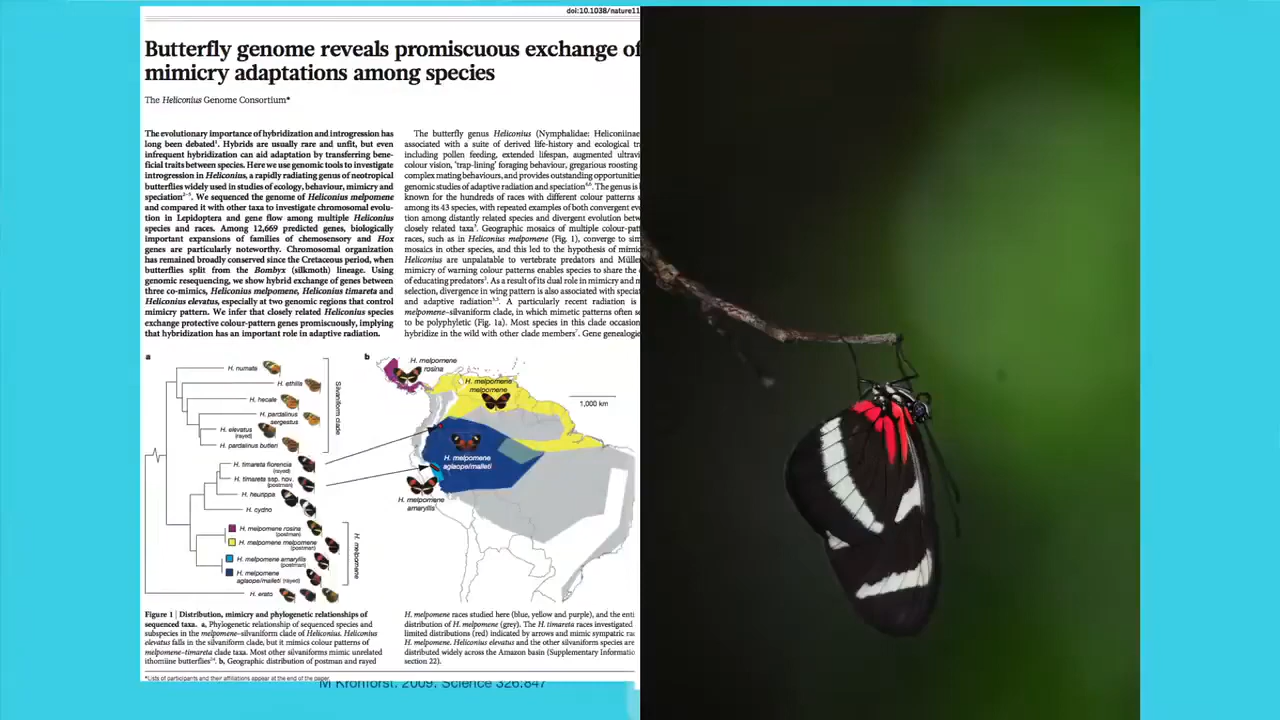 doi:10.1038/nature11
Butterfly genome reveals promiscuous exchange of
mimicry adaptations among species
The Heliconius Genome Consortium*
The evolutionary importance of hybridization and introgression has
long been debated¹. Hybrids are usually rare and unfit, but even
infrequent hybridization can aid adaptation by transferring bene-
ficial traits between species. Here we use genomic tools to investigate
introgression in Heliconius, a rapidly radiating genus of neotropical
butterflies widely used in studies of ecology, behaviour, mimicry and
speciation²⁻⁵. We sequenced the genome of Heliconius melpomene
and compared it with other taxa to investigate chromosomal evolu-
tion in Lepidoptera and gene flow among multiple Heliconius
species and races. Among 12,669 predicted genes, biologically
important expansions of families of chemosensory and Hox
genes are particularly noteworthy. Chromosomal organization
has remained broadly conserved since the Cretaceous period, when
butterflies split from the Bombyx (silkmoth) lineage. Using
genomic resequencing, we show hybrid exchange of genes between
three co-mimics, Heliconius melpomene, Heliconius timareta and
Heliconius elevatus, especially at two genomic regions that control
mimicry pattern. We infer that closely related Heliconius species
exchange protective colour-pattern genes promiscuously, implying
that hybridization has an important role in adaptive radiation.
The butterfly genus Heliconius (Nymphalidae: Heliconiinae
associated with a suite of derived life-history and ecological tr
including pollen feeding, extended lifespan, augmented ultravi
colour vision, 'trap-lining' foraging behaviour, gregarious roosting
complex mating behaviours, and provides outstanding opportunities
genomic studies of adaptive radiation and speciation⁴,⁶. The genus is
known for the hundreds of races with different colour patterns
among its 43 species, with repeated examples of both convergent ev
tion among distantly related species and divergent evolution betw
closely related taxa³. Geographic mosaics of multiple colour-patt
races, such as in Heliconius melpomene (Fig. 1), converge to sim
mosaics in other species, and this led to the hypothesis of mimic
Heliconius are unpalatable to vertebrate predators and Mülle
mimicry of warning colour patterns enables species to share the
of educating predators³. As a result of its dual role in mimicry and m
selection, divergence in wing pattern is also associated with speciat
and adaptive radiation³,⁵. A particularly recent radiation is
melpomene–silvaniform clade, in which mimetic patterns often se
to be polyphyletic (Fig. 1a). Most species in this clade occasion
hybridize in the wild with other clade members⁷. Gene genealogie
a
H. numata
H. ethilla
H. hecale
H. pardalinus
sergestus
H. elevatus
(rayed)
H. pardalinus butleri
Silvaniform clade
H. timareta florencia
(rayed)
H. timareta ssp. nov.
(postman)
H. heurippa
H. cydno
H. melpomene rosina
(postman)
H. melpomene melpomene
(postman)
H. melpomene amaryllis
(postman)
H. melpomene
aglaope/malleti (rayed)
H. melpomene
H. erato
b
H. melpomene
rosina
H. melpomene
melpomene
1,000 km
H. melpomene
aglaope/malleti
H. melpomene
amaryllis
Figure 1 | Distribution, mimicry and phylogenetic relationships of
sequenced taxa. a, Phylogenetic relationship of sequenced species and
subspecies in the melpomene–silvaniform clade of Heliconius. Heliconius
elevatus falls in the silvaniform clade, but it mimics colour patterns of
melpomene–timareta clade taxa. Most other silvaniforms mimic unrelated
ithomiine butterflies²⁴. b, Geographic distribution of postman and rayed
H. melpomene races studied here (blue, yellow and purple), and the enti
distribution of H. melpomene (grey). The H. timareta races investigated
limited distributions (red) indicated by arrows and mimic sympatric rac
H. melpomene. Heliconius elevatus and the other silvaniform species are
distributed widely across the Amazon basin (Supplementary Informatio
section 22).
*Lists of participants and their affiliations appear at the end of the paper.
M Kronforst. 2009. Science 326:847